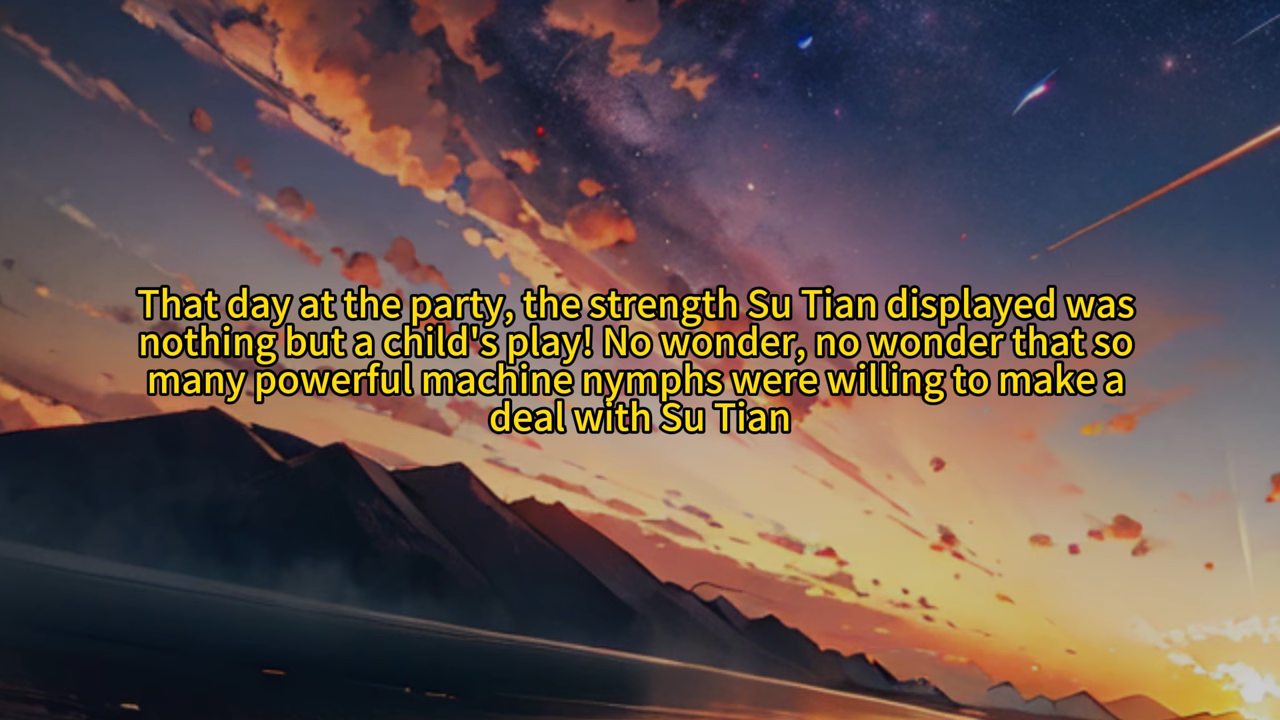 That day at the party, the strength Su Tian displayed was
nothing but a child's play! No wonder, no wonder that so
many powerful machine nymphs were willing to make a
deal with Su Tian